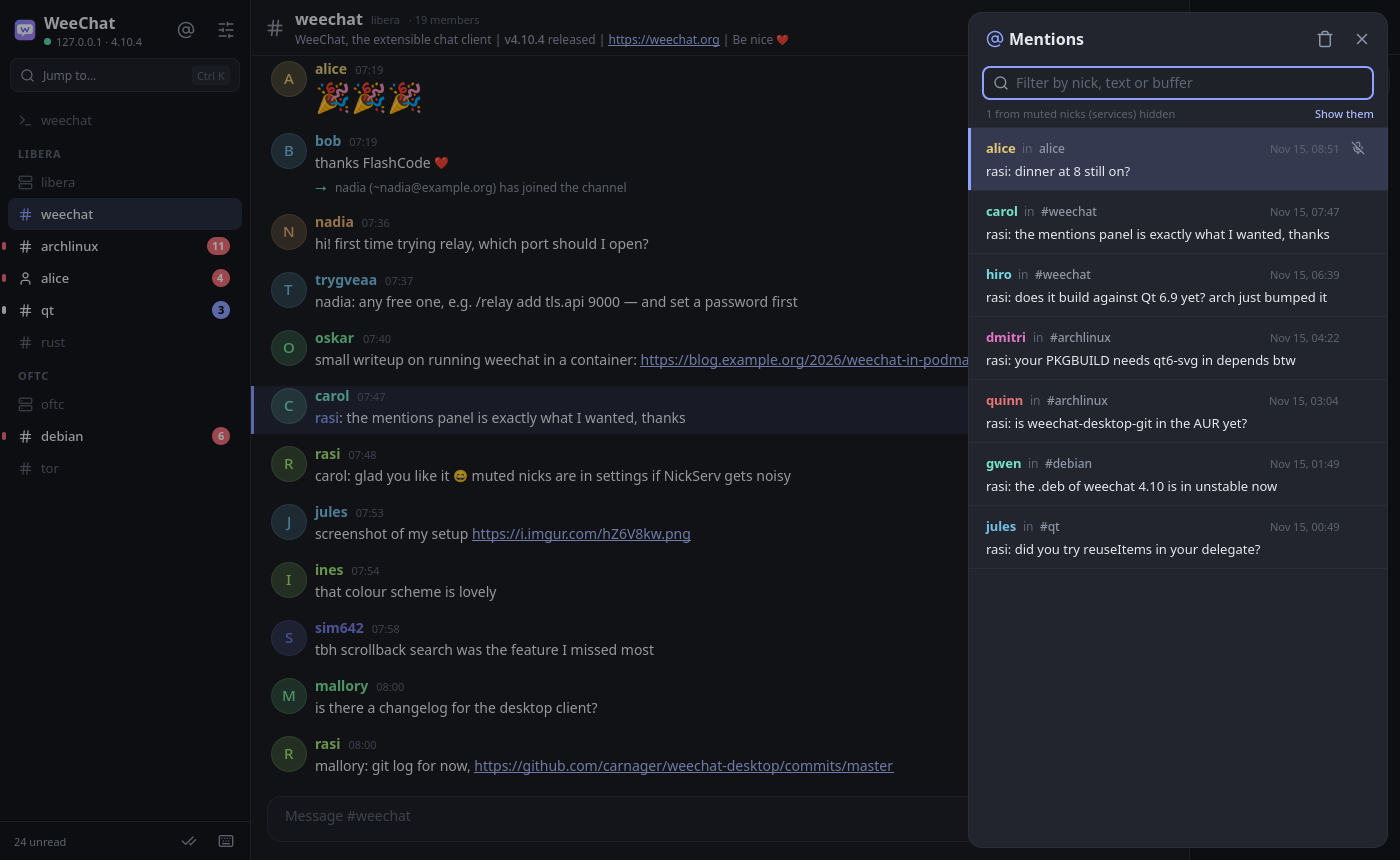 WeeChat
127.0.0.1 · 4.10.4
Jump to...
Ctrl K
weechat
LIBERA
libera
weechat
archlinux
11
alice
4
qt
3
rust
OFTC
oftc
debian
6
tor
24 unread
weechat libera · 19 members
WeeChat, the extensible chat client | v4.10.4 released | https://weechat.org | Be nice ❤️
A
alice 07:19
🎉🎉🎉
B
bob 07:19
thanks FlashCode ❤️
→ nadia (~nadia@example.org) has joined the channel
N
nadia 07:36
hi! first time trying relay, which port should I open?
T
trygveaa 07:37
nadia: any free one, e.g. /relay add tls.api 9000 — and set a password first
O
oskar 07:40
small writeup on running weechat in a container: https://blog.example.org/2026/weechat-in-podma
C
carol 07:47
rasi: the mentions panel is exactly what I wanted, thanks
R
rasi 07:48
carol: glad you like it 😄 muted nicks are in settings if NickServ gets noisy
J
jules 07:53
screenshot of my setup https://i.imgur.com/hZ6V8kw.png
I
ines 07:54
that colour scheme is lovely
S
sim642 07:58
tbh scrollback search was the feature I missed most
M
mallory 08:00
is there a changelog for the desktop client?
R
rasi 08:00
mallory: git log for now, https://github.com/carnager/weechat-desktop/commits/master
Message #weechat
@ Mentions
Filter by nick, text or buffer
1 from muted nicks (services) hidden
Show them
alice in alice Nov 15, 08:51
rasi: dinner at 8 still on?
carol in #weechat Nov 15, 07:47
rasi: the mentions panel is exactly what I wanted, thanks
hiro in #weechat Nov 15, 06:39
rasi: does it build against Qt 6.9 yet? arch just bumped it
dmitri in #archlinux Nov 15, 04:22
rasi: your PKGBUILD needs qt6-svg in depends btw
quinn in #archlinux Nov 15, 03:04
rasi: is weechat-desktop-git in the AUR yet?
gwen in #debian Nov 15, 01:49
rasi: the .deb of weechat 4.10 is in unstable now
jules in #qt Nov 15, 00:49
rasi: did you try reuseItems in your delegate?